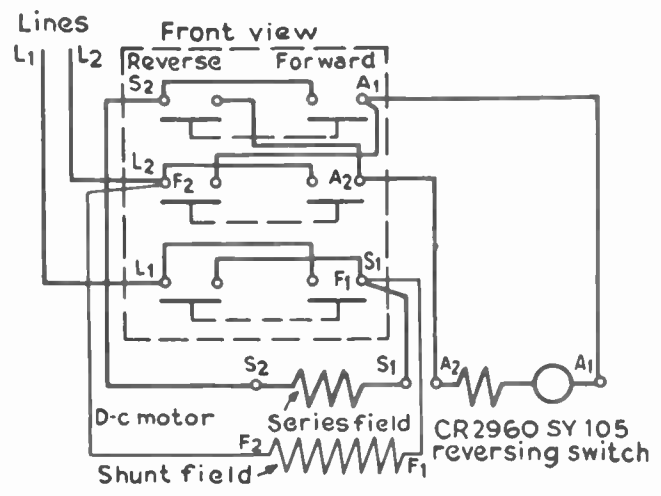 Lines
Front view
L1 L2
Reverse Forward
S2 A1
L2
F2 A2
L1 S1
F1
S2 S1 A2 A1
D-c motor
Series field
CR2960 SY 105
reversing switch
F2
F1
Shunt field